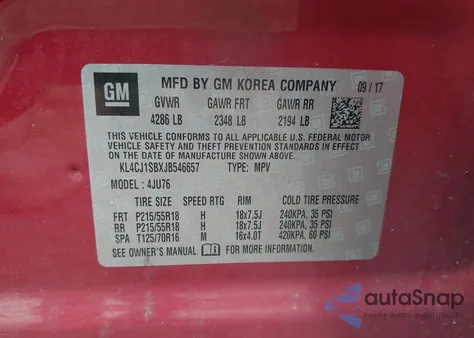 GM
MFD BY GM KOREA COMPANY 09/17
GVWR GAWR FRT GAWR RR
4286 LB 2348 LB 2194 LB
THIS VEHICLE CONFORMS TO ALL APPLICABLE U.S. FEDERAL MOTOR
VEHICLE SAFETY, BUMPER, AND THEFT PREVENTION STANDARDS IN
EFFECT ON THE DATE OF MANUFACTURE SHOWN ABOVE.
KL4CJ1SBXJB546657 TYPE: MPV
MODEL: 4JU76
TIRE SIZE SPEED RTG RIM COLD TIRE PRESSURE
FRT P215/55R18 H 18x7.5J 240KPA, 35 PSI
RR P215/55R18 H 18x7.5J 240KPA, 35 PSI
SPA T125/70R16 M 16x4.0T 420KPA, 60 PSI
SEE OWNER'S MANUAL FOR MORE INFORMATION.
autoSnap